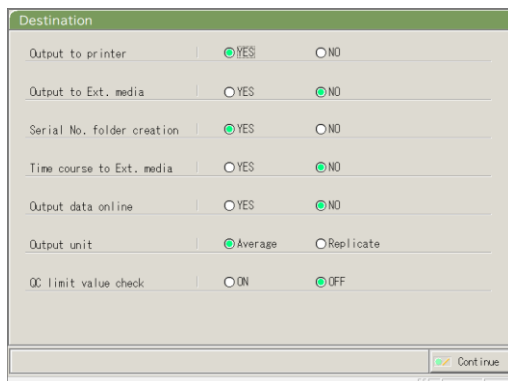 Destination
Output to printer YES NO
Output to Ext. media YES NO
Serial No. folder creation YES NO
Time course to Ext. media YES NO
Output data online YES NO
Output unit Average Replicate
QC limit value check ON OFF
Continue